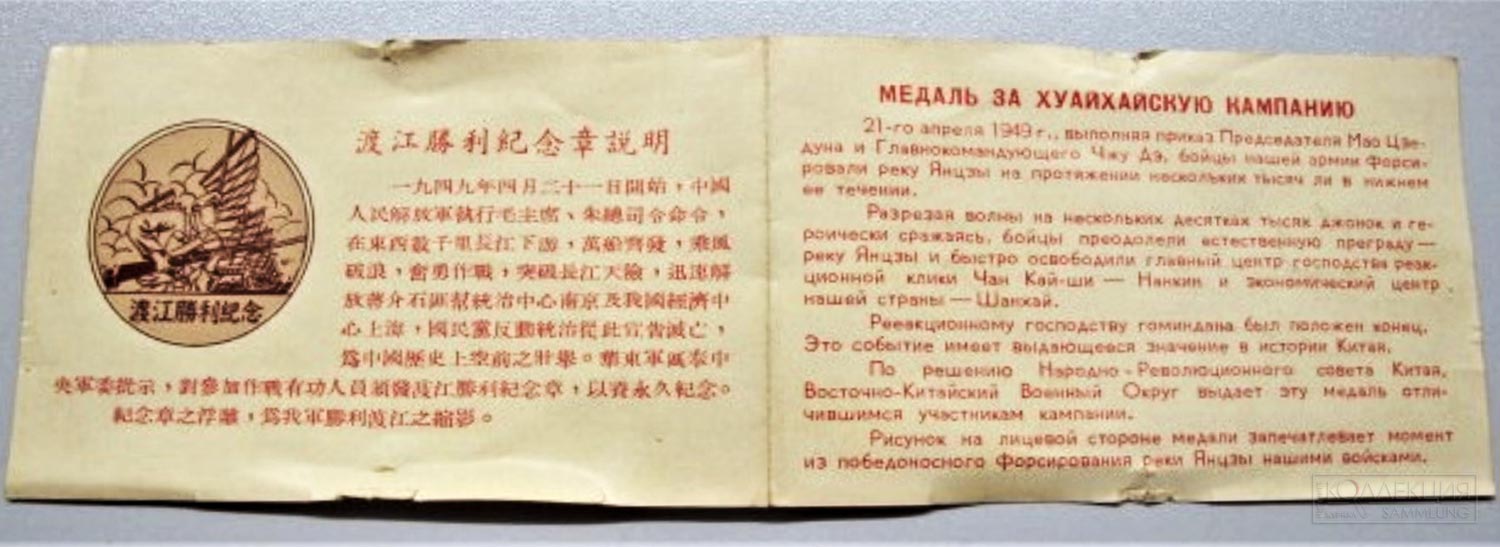 渡江勝利紀念章説明
一九四九年四月二十一日開始，中國
人民解放軍執行毛主席、朱總司令命令，
在東西數千里長江下游，萬船齊發，乘風
破浪，奮勇作戰，突破長江天險，迅速解
放蔣介石匪幫統治中心南京及我國經濟中
心上海，國民黨反動統治從此宣告滅亡，
爲中國歷史上空前之壯舉。華東軍區奉中
央軍委批示，對參加作戰有功人員頒發渡江勝利紀念章，以資永久紀念。
紀念章之浮雕，爲我軍勝利渡江之縮影。
渡江勝利紀念
МЕДАЛЬ ЗА ХУАЙХАЙСКУЮ КАМПАНИЮ
21-го апреля 1949 г., выполняя приказ Председателя Мао Цзе-
дуна и Главнокомандующего Чжу Дэ, бойцы нашей армии форси-
ровали реку Янцзы на протяжении нескольких тысяч ли в нижнем
ее течении.
Разрезая волны на нескольких десятках тысяк джонок и ге-
роически сражаясь, бойцы преодолели естественную преграду —
реку Янцзы и быстро освободили главный центр господства реак-
ционной клики Чан Кай-ши — Нанкин и экономический центр
нашей страны — Шанхай.
Рееакционному господству гоминдана был положен конец.
Это событие имеет выдающееся значение в истории Китая.
По решению Народно-Революционного совета Китая,
Восточно-Китайский Военный Округ выдает эту медаль отли-
чившимся участникам кампании.
Рисунок на лицевой стороне медали запечатлевает момент
из победоносного форсирования реки Янцзы нашими войсками.
КОЛЛЕКЦИЯ
SAMMLUNG